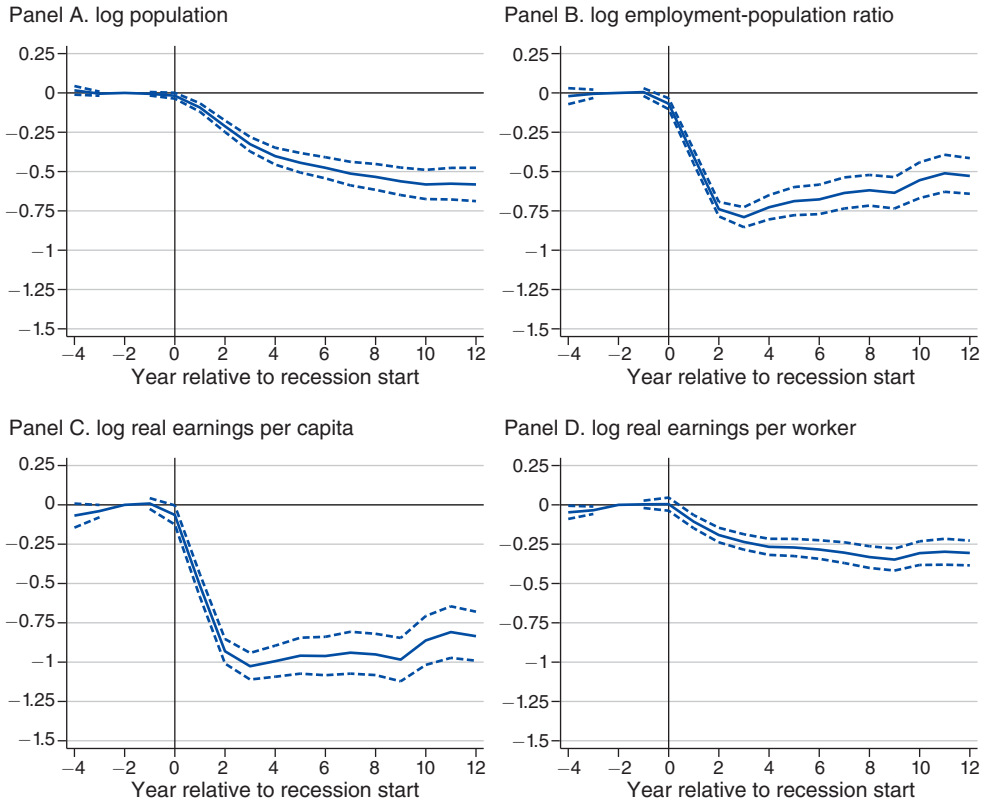 Panel A. log population
0.25
0
−0.25
−0.5
−0.75
−1
−1.25
−1.5
−4 −2 0 2 4 6 8 10 12
Year relative to recession start
Panel B. log employment-population ratio
0.25
0
−0.25
−0.5
−0.75
−1
−1.25
−1.5
−4 −2 0 2 4 6 8 10 12
Year relative to recession start
Panel C. log real earnings per capita
0.25
0
−0.25
−0.5
−0.75
−1
−1.25
−1.5
−4 −2 0 2 4 6 8 10 12
Year relative to recession start
Panel D. log real earnings per worker
0.25
0
−0.25
−0.5
−0.75
−1
−1.25
−1.5
−4 −2 0 2 4 6 8 10 12
Year relative to recession start